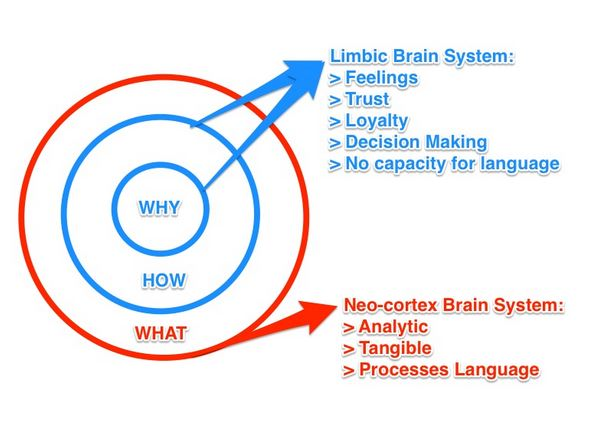 WHY
HOW
WHAT
Limbic Brain System:
> Feelings
> Trust
> Loyalty
> Decision Making
> No capacity for language
Neo-cortex Brain System:
> Analytic
> Tangible
> Processes Language